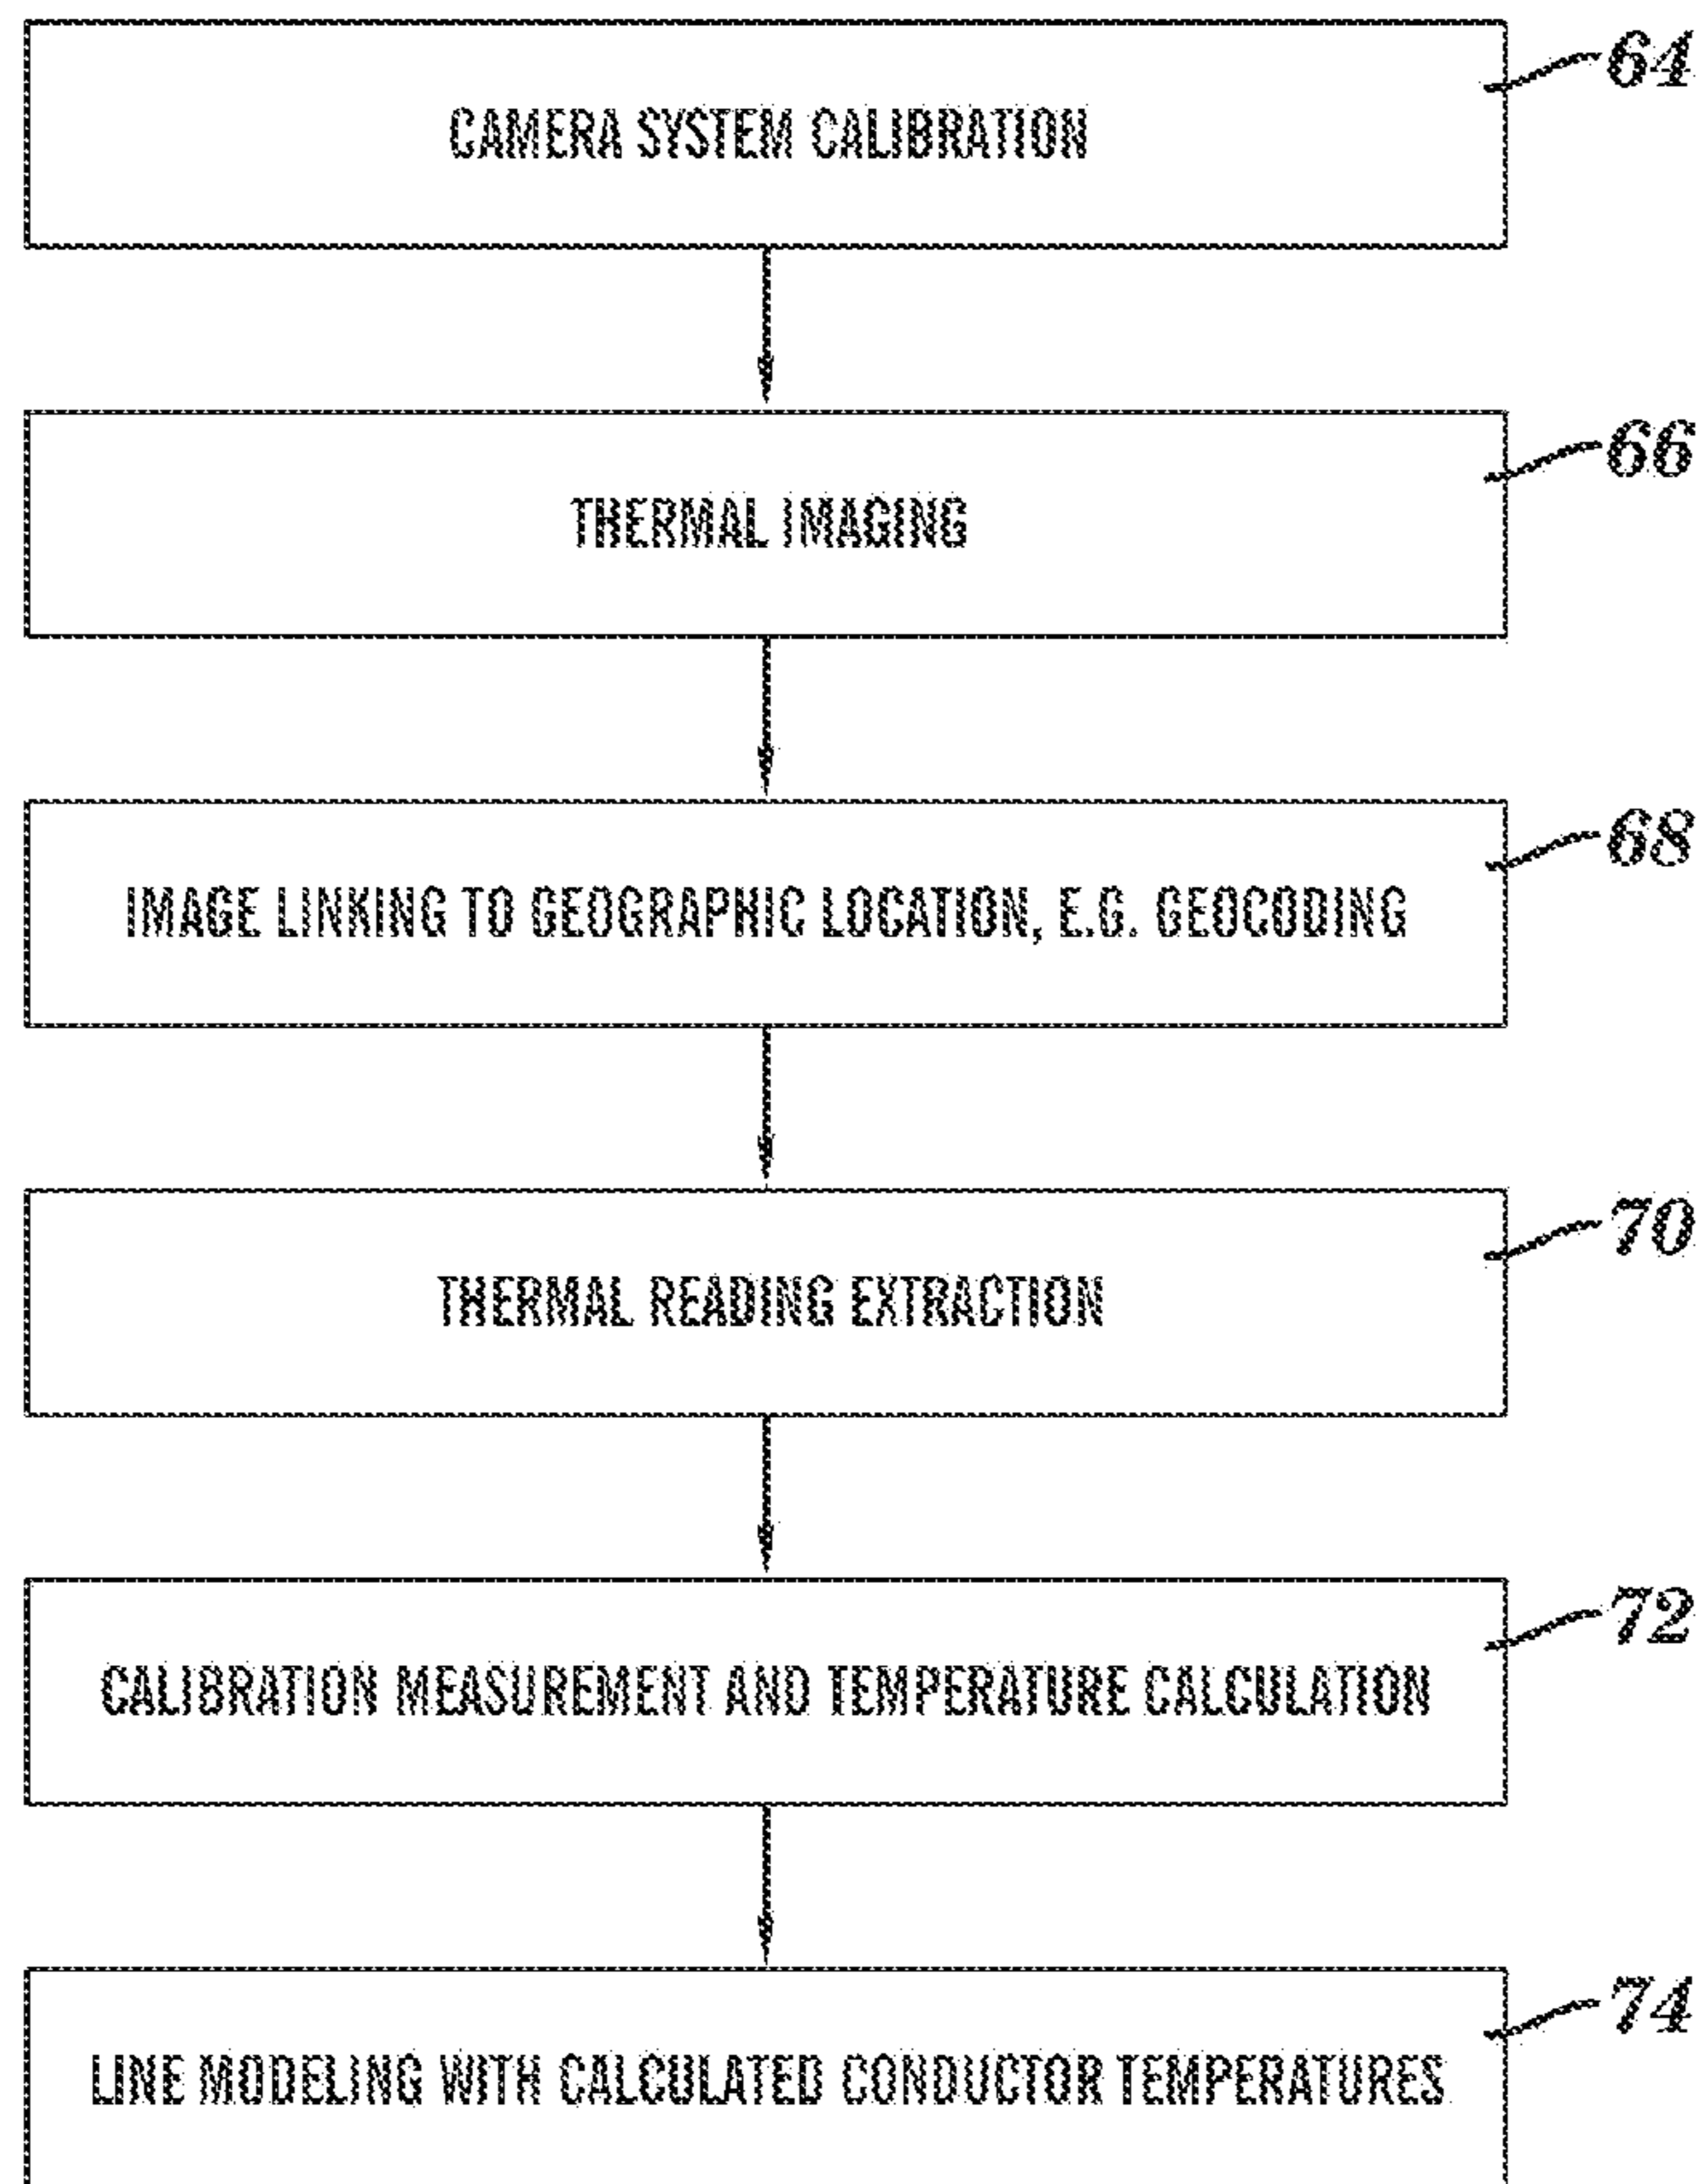 CAMERA SYSTEM CALIBRATION
64
THERMAL IMAGING
66
IMAGE LINKING TO GEOGRAPHIC LOCATION, E.G. GEOCODING
68
THERMAL READING EXTRACTION
70
CALIBRATION MEASUREMENT AND TEMPERATURE CALCULATION
72
LINE MODELING WITH CALCULATED CONDUCTOR TEMPERATURES
74